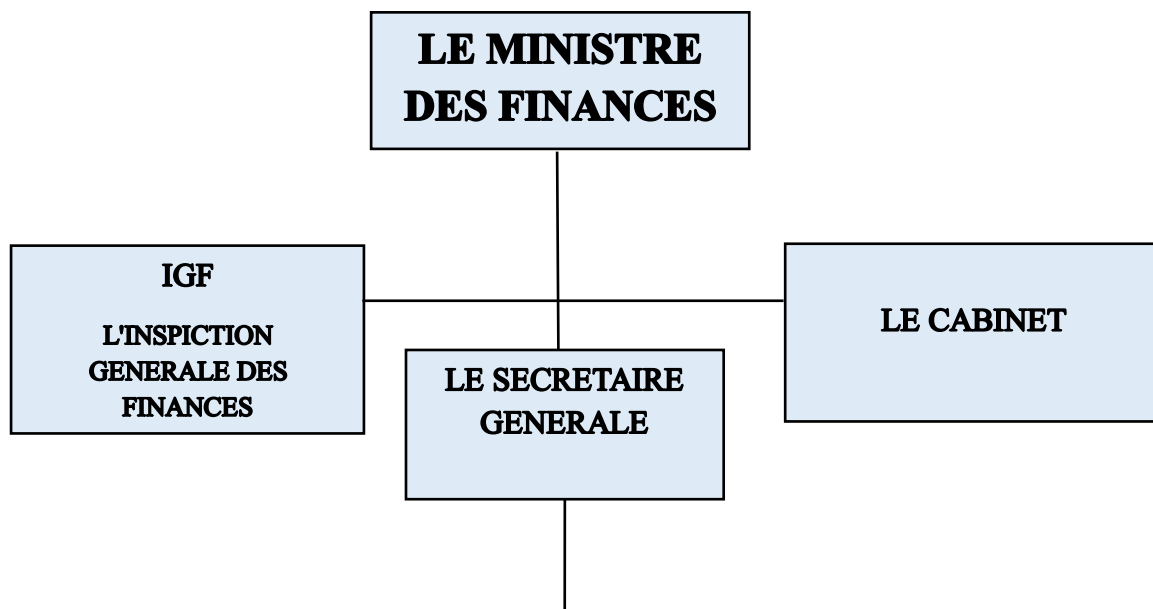 LE MINISTRE
DES FINANCES
IGF
L'INSPICTION
GENERALE DES
FINANCES
LE SECRETAIRE
GENERALE
LE CABINET